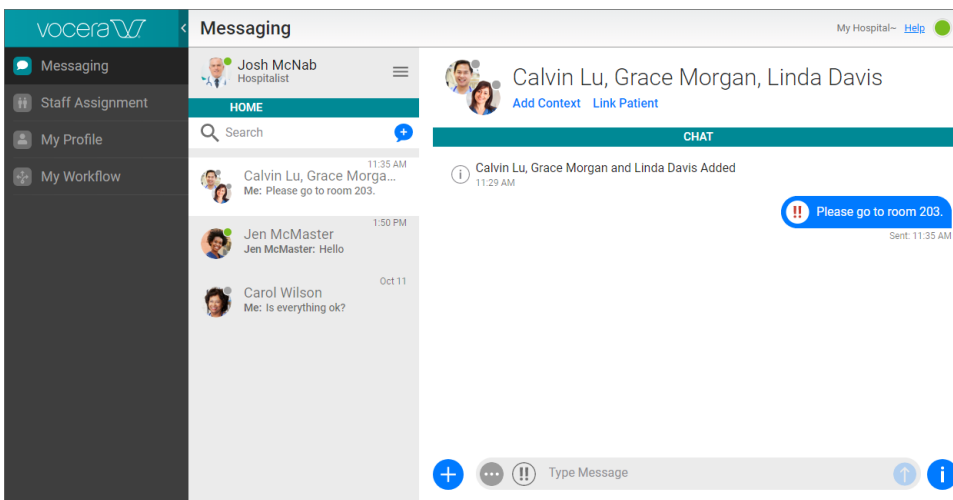 vocera
Messaging
My Hospital~ Help
Messaging
Staff Assignment
My Profile
My Workflow
Josh McNab
Hospitalist
HOME
Search
11:35 AM
Calvin Lu, Grace Morga...
Me: Please go to room 203.
1:50 PM
Jen McMaster
Jen McMaster: Hello
Oct 11
Carol Wilson
Me: Is everything ok?
Calvin Lu, Grace Morgan, Linda Davis
Add Context Link Patient
CHAT
Calvin Lu, Grace Morgan and Linda Davis Added
11:29 AM
!! Please go to room 203.
Sent: 11:35 AM
!! Type Message